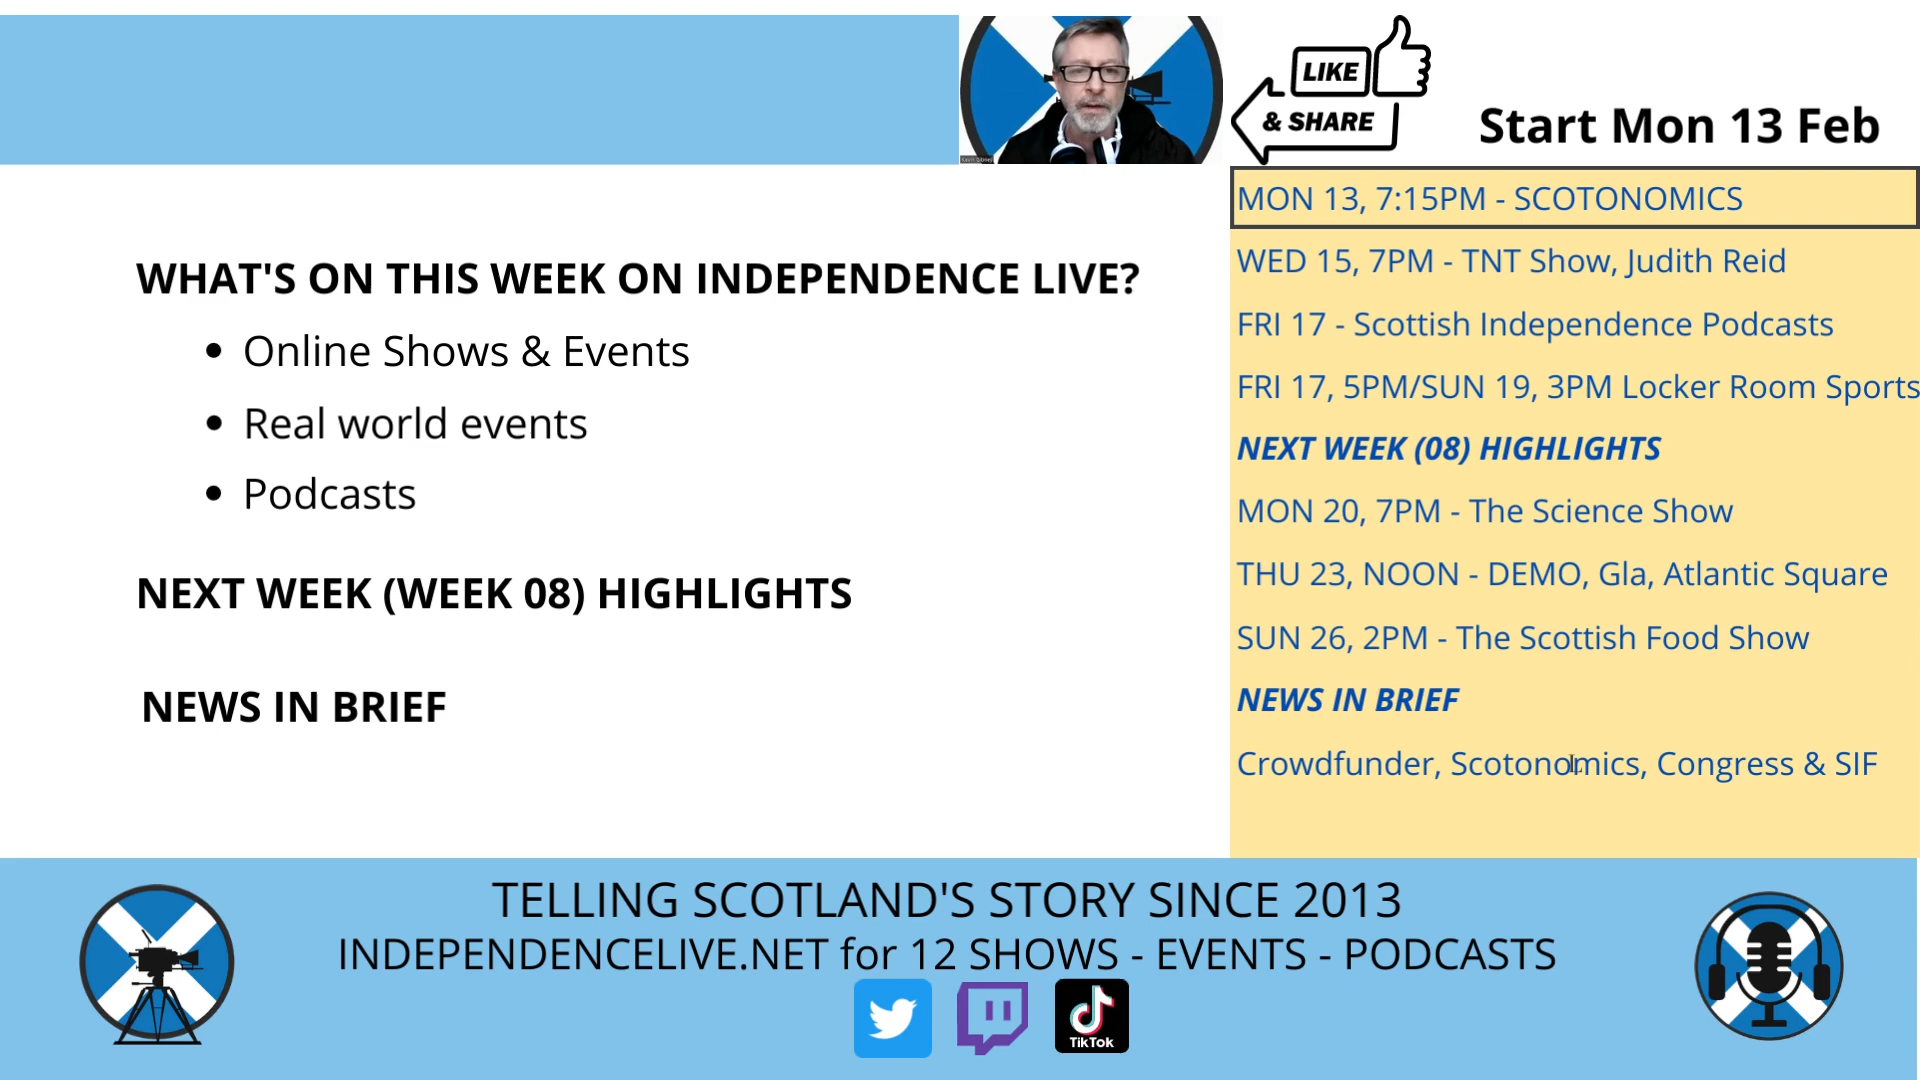 LIKE
& SHARE
Start Mon 13 Feb
WHAT'S ON THIS WEEK ON INDEPENDENCE LIVE?
• Online Shows & Events
• Real world events
• Podcasts
NEXT WEEK (WEEK 08) HIGHLIGHTS
NEWS IN BRIEF
MON 13, 7:15PM - SCOTONOMICS
WED 15, 7PM - TNT Show, Judith Reid
FRI 17 - Scottish Independence Podcasts
FRI 17, 5PM/SUN 19, 3PM Locker Room Sports
NEXT WEEK (08) HIGHLIGHTS
MON 20, 7PM - The Science Show
THU 23, NOON - DEMO, Gla, Atlantic Square
SUN 26, 2PM - The Scottish Food Show
NEWS IN BRIEF
Crowdfunder, Scotonomics, Congress & SIF
TELLING SCOTLAND'S STORY SINCE 2013
INDEPENDENCELIVE.NET for 12 SHOWS - EVENTS - PODCASTS
TikTok